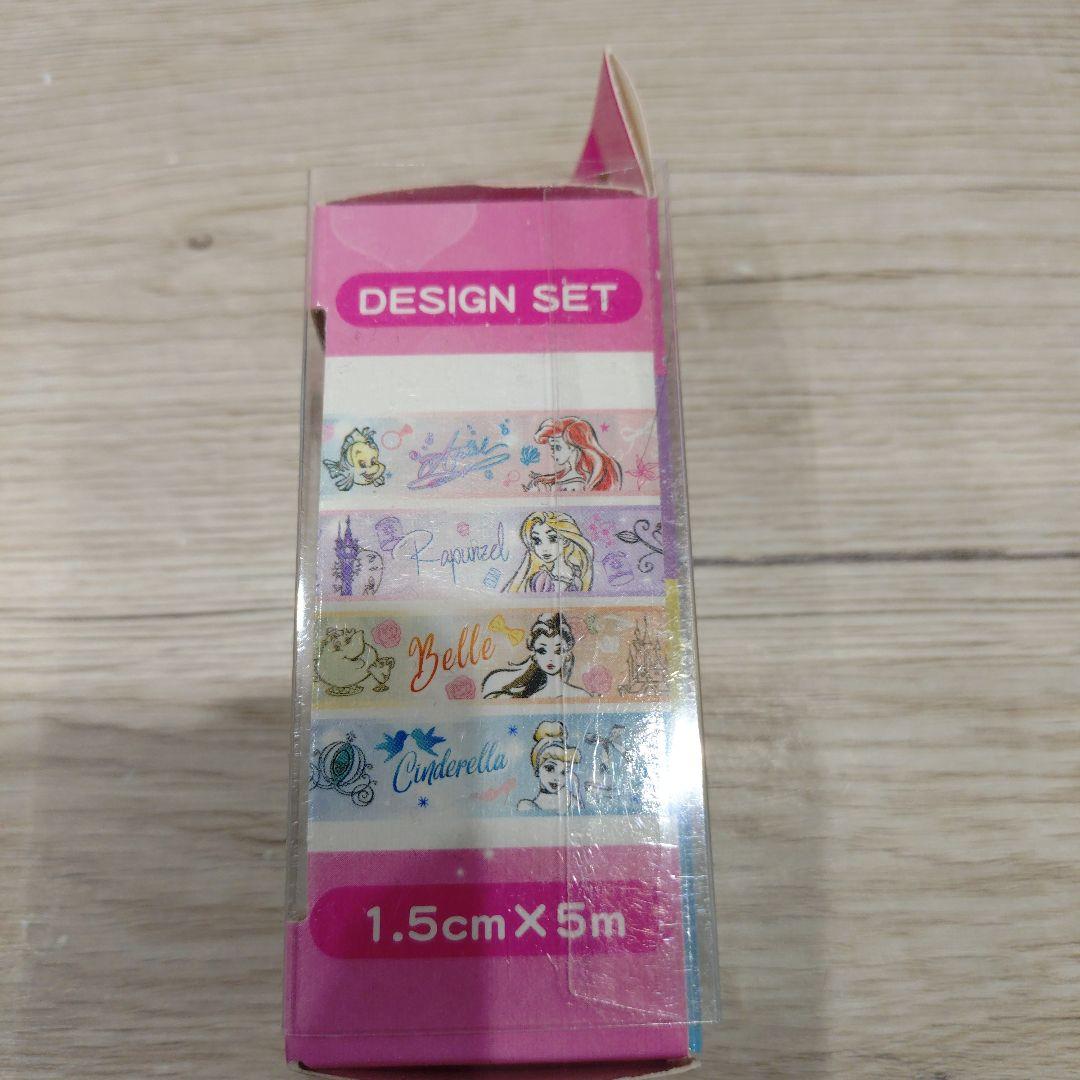 DESIGN SET
Ariel
Rapunzel
Belle
Cinderella
1.5cm×5m